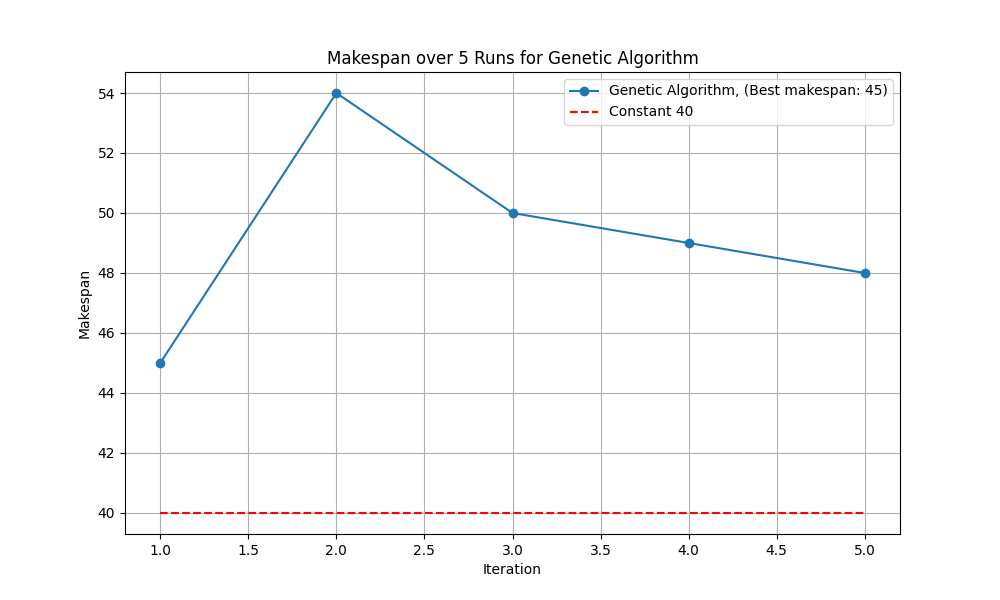 Makespan over 5 Runs for Genetic Algorithm
Genetic Algorithm, (Best makespan: 45)
Constant 40
54
52
50
48
46
44
42
40
Makespan
1.0 1.5 2.0 2.5 3.0 3.5 4.0 4.5 5.0
Iteration